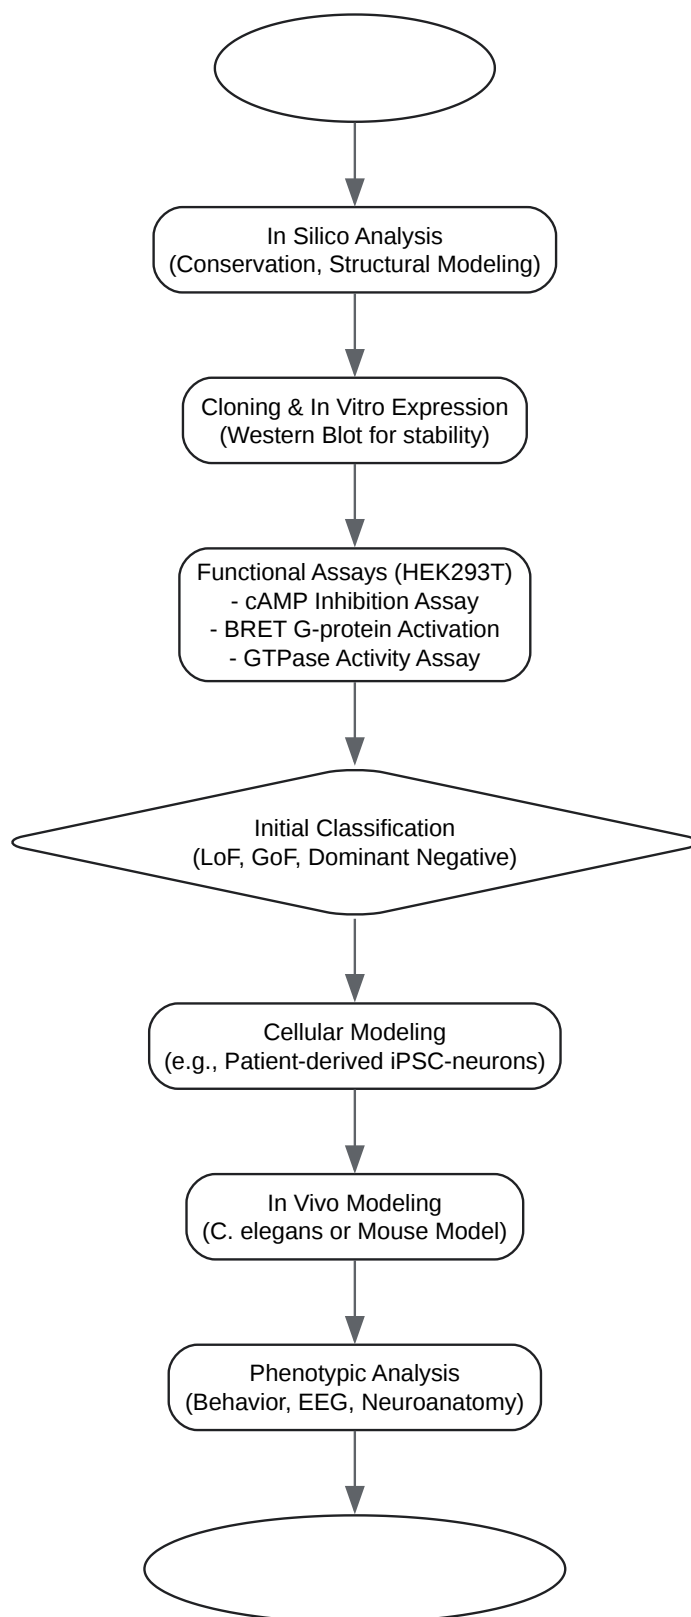 In Silico Analysis
(Conservation, Structural Modeling)
Cloning & In Vitro Expression
(Western Blot for stability)
Functional Assays (HEK293T)
- cAMP Inhibition Assay
- BRET G-protein Activation
- GTPase Activity Assay
Initial Classification
(LoF, GoF, Dominant Negative)
Cellular Modeling
(e.g., Patient-derived iPSC-neurons)
In Vivo Modeling
(C. elegans or Mouse Model)
Phenotypic Analysis
(Behavior, EEG, Neuroanatomy)